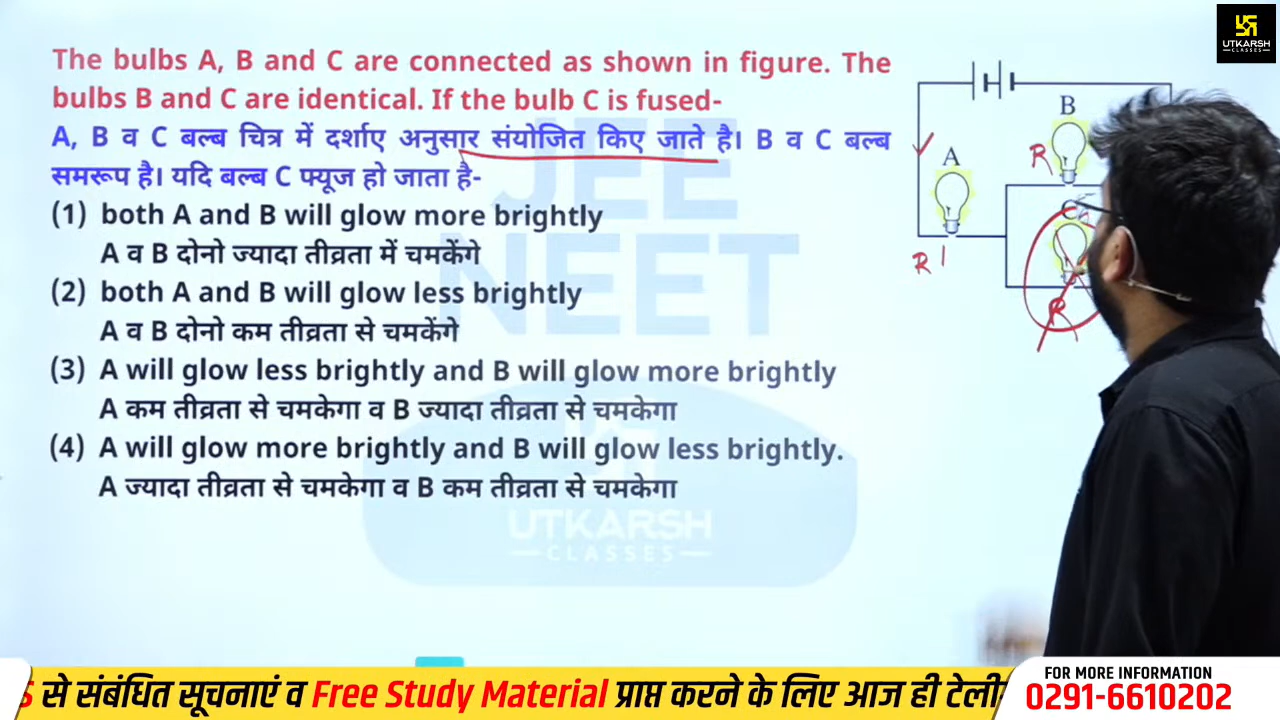 The bulbs A, B and C are connected as shown in figure. The
bulbs B and C are identical. If the bulb C is fused-
A, B व C बल्ब चित्र में दर्शाए अनुसार संयोजित किए जाते है। B व C बल्ब
समरूप है। यदि बल्ब C फ्यूज हो जाता है-
(1) both A and B will glow more brightly
A व B दोनो ज्यादा तीव्रता में चमकेंगे
(2) both A and B will glow less brightly
A व B दोनो कम तीव्रता से चमकेंगे
(3) A will glow less brightly and B will glow more brightly
A कम तीव्रता से चमकेगा व B ज्यादा तीव्रता से चमकेगा
(4) A will glow more brightly and B will glow less brightly.
A ज्यादा तीव्रता से चमकेगा व B कम तीव्रता से चमकेगा
JEE
NEET
UTKARSH
CLASSES
UTKARSH
CLASSES
B
R
A
C
R
R
से संबंधित सूचनाएं व Free Study Material प्राप्त करने के लिए आज ही
FOR MORE INFORMATION
0291-6610202